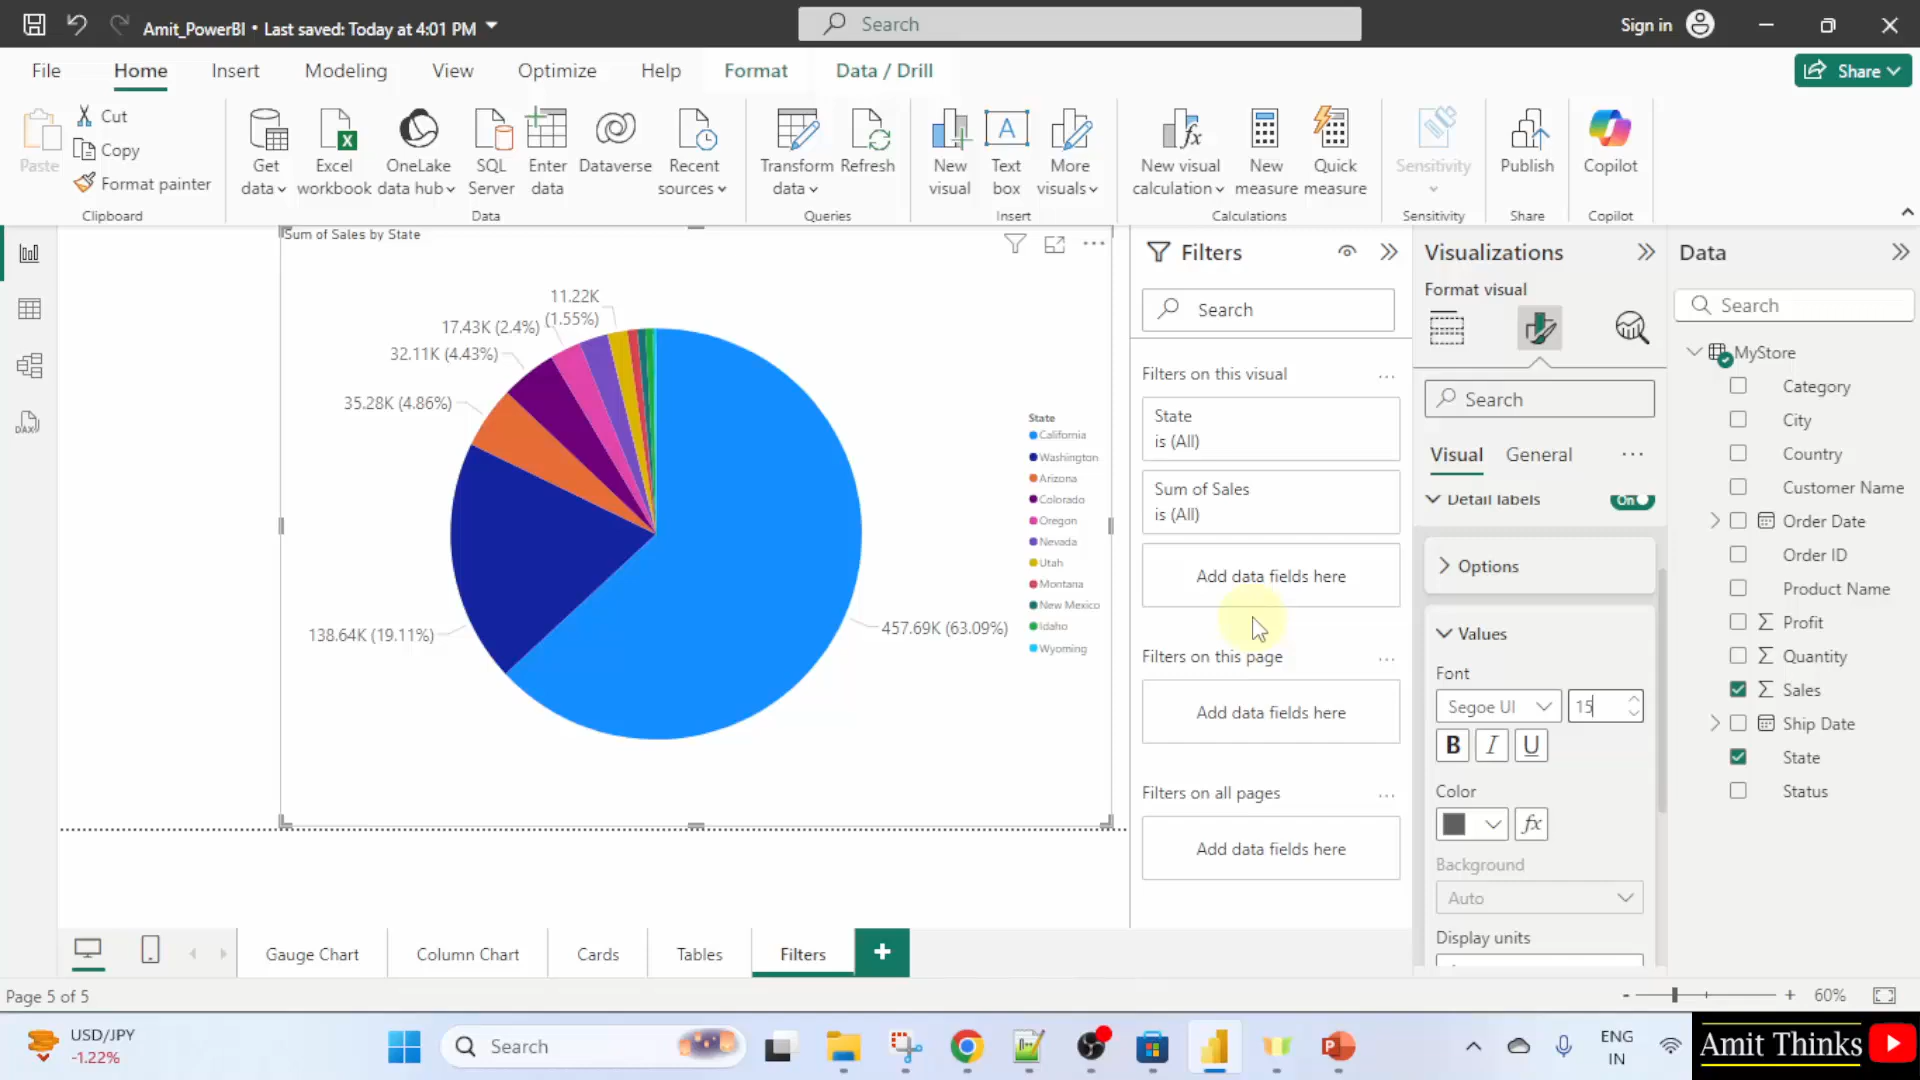 Amit_PowerBI • Last saved: Today at 4:01 PM
Search
Sign in
File
Home
Insert
Modeling
View
Optimize
Help
Format
Data / Drill
Share
Paste
Cut
Copy
Format painter
Clipboard
Get data
Excel workbook
OneLake data hub
SQL Server
Enter data
Dataverse
Recent sources
Data
Transform data
Refresh
Queries
New visual
A
Text box
More visuals
Insert
New visual calculation
New measure
Quick measure
Calculations
Sensitivity
Sensitivity
Publish
Share
Copilot
Copilot
DAX
Sum of Sales by State
11.22K
(1.55%)
17.43K (2.4%)
32.11K (4.43%)
35.28K (4.86%)
138.64K (19.11%)
457.69K (63.09%)
State
California
Washington
Arizona
Colorado
Oregon
Nevada
Utah
Montana
New Mexico
Idaho
Wyoming
Filters
Search
Filters on this visual
State
is (All)
Sum of Sales
is (All)
Add data fields here
Filters on this page
Add data fields here
Filters on all pages
Add data fields here
Visualizations
Format visual
Search
Visual
General
Detail labels
On
Options
Values
Font
Segoe UI
15
B I U
Color
fx
Background
Auto
Display units
Data
Search
MyStore
Category
City
Country
Customer Name
Order Date
Order ID
Product Name
Profit
Quantity
Sales
Ship Date
State
Status
Gauge Chart
Column Chart
Cards
Tables
Filters
+
Page 5 of 5
- + 60%
USD/JPY
-1.22%
Search
ENG
IN
Amit Thinks